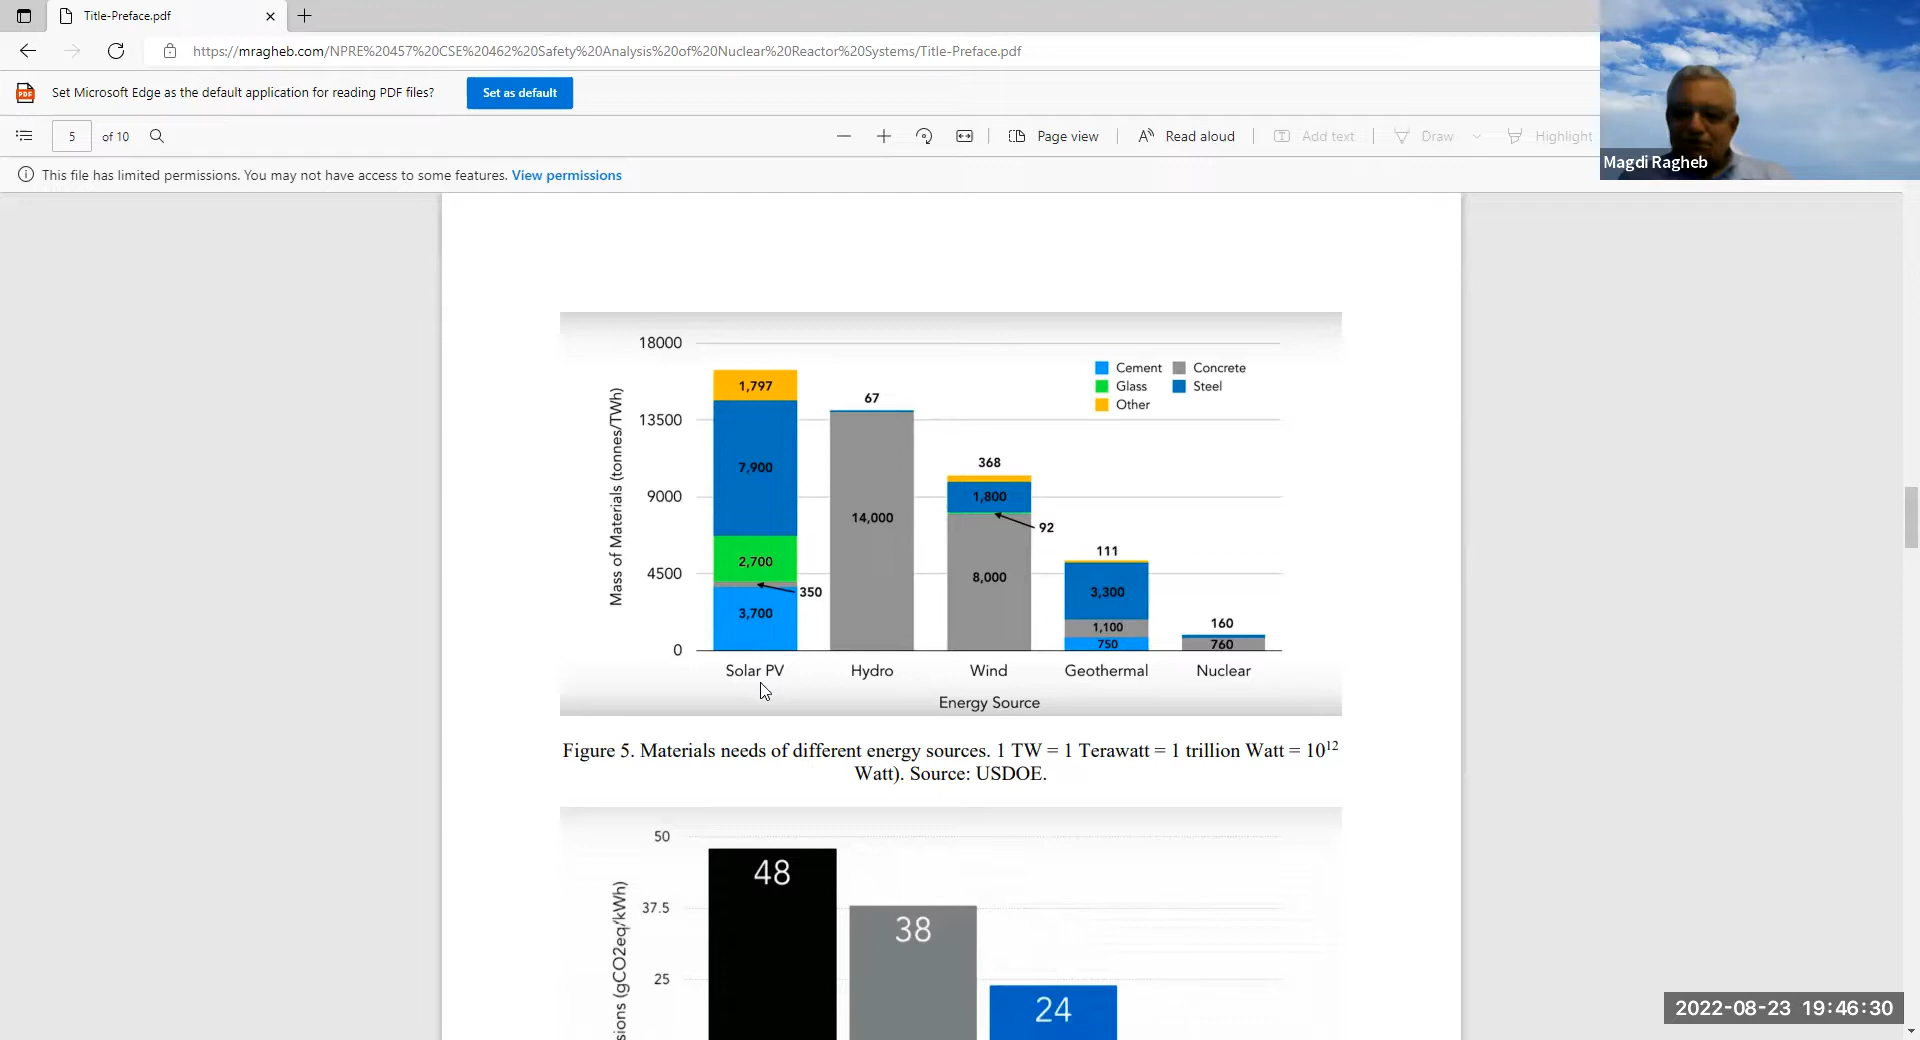 Title-Preface.pdf
https://mragheb.com/NPRE%20457%20CSE%20462%20Safety%20Analysis%20of%20Nuclear%20Reactor%20Systems/Title-Preface.pdf
PDF
Set Microsoft Edge as the default application for reading PDF files?
Set as default
5 of 10
Page view
Read aloud
Add text
Draw
Highlight
Magdi Ragheb
This file has limited permissions. You may not have access to some features. View permissions
Mass of Materials (tonnes/TWh)
18000
13500
9000
4500
0
Cement
Concrete
Glass
Steel
Other
1,797
7,900
2,700
350
3,700
67
14,000
368
1,800
92
8,000
111
3,300
1,100
750
160
760
Solar PV
Hydro
Wind
Geothermal
Nuclear
Energy Source
Figure 5. Materials needs of different energy sources. 1 TW = 1 Terawatt = 1 trillion Watt = 10¹²
Watt). Source: USDOE.
sions (gCO2eq/kWh)
50
37.5
25
48
38
24
2022-08-23 19:46:30